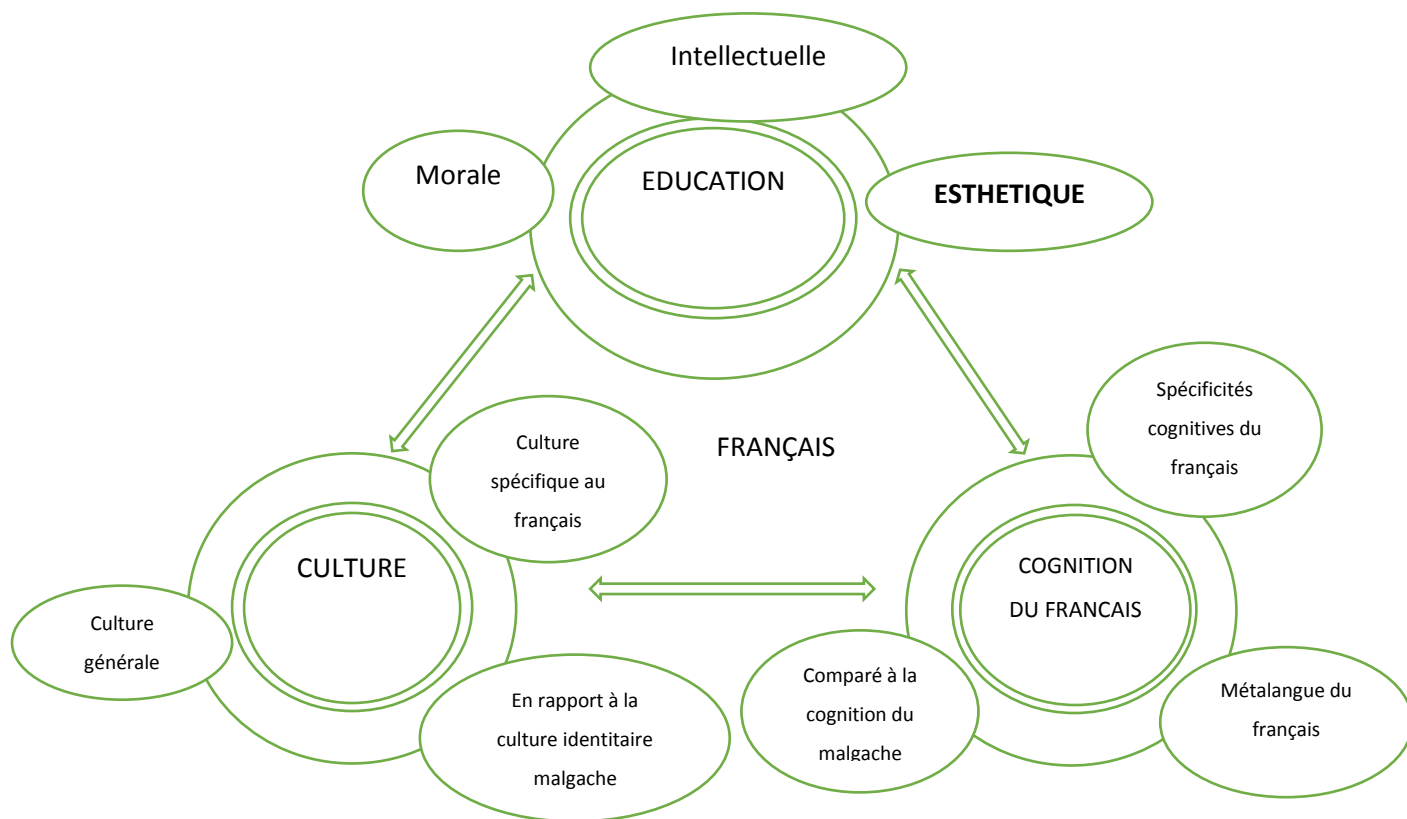 Intellectuelle
Morale
EDUCATION
ESTHETIQUE
Spécificités
cognitives du
français
FRANÇAIS
Culture
spécifique au
français
CULTURE
COGNITION
DU FRANCAIS
Culture
générale
En rapport à la
culture identitaire
malgache
Comparé à la
cognition du
malgache
Métalangue du
français